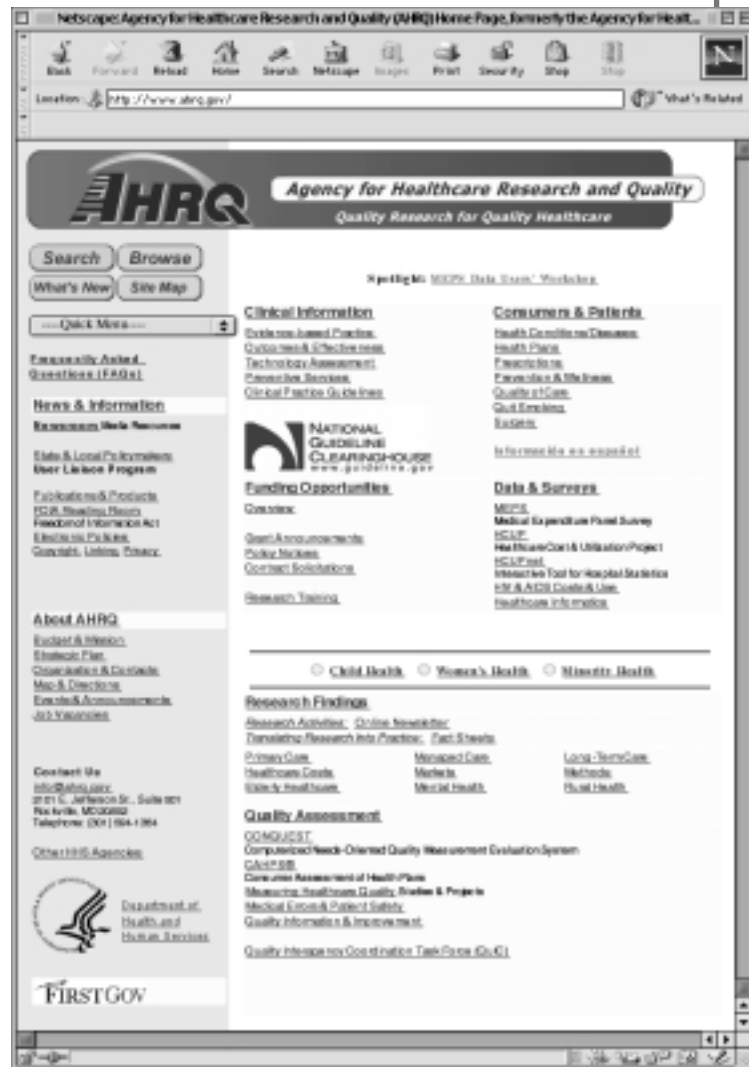 Netscape: Agency for Healthcare Research and Quality (AHRQ) Home Page, formerly the Agency for Healt...
Back Forward Reload Home Search Netscape Images Print Security Shop Stop
Location: http://www.ahrq.gov/ What's Related
AHRQ
Agency for Healthcare Research and Quality
Quality Research for Quality Healthcare
Search Browse
What's New Site Map
----Quick Menu----
Frequently Asked
Questions (FAQs)
News & Information
Newsroom Media Resources
State & Local Policymakers
User Liaison Program
Publications & Products
FOIA Reading Room
Freedom of Information Act
Electronic Policies
Copyright, Linking, Privacy
About AHRQ
Budget & Mission
Strategic Plan
Organization & Contacts
Map & Directions
Events & Announcements
Job Vacancies
Contact Us
info@ahrq.gov
2101 E. Jefferson St., Suite 501
Rockville, MD 20852
Telephone: (301) 594-1364
Other HHS Agencies
Department of
Health and
Human Services
FIRSTGOV
Spotlight: MEPS Data Users' Workshop
Clinical Information
Evidence-based Practice
Outcomes & Effectiveness
Technology Assessment
Preventive Services
Clinical Practice Guidelines
NATIONAL
GUIDELINE
CLEARINGHOUSE
www.guideline.gov
Funding Opportunities
Overview
Grant Announcements
Policy Notices
Contract Solicitations
Research Training
Consumers & Patients
Health Conditions/Diseases
Health Plans
Prescriptions
Prevention & Wellness
Quality of Care
Quit Smoking
Surgery
Información en español
Data & Surveys
MEPS
Medical Expenditure Panel Survey
HCUP
Healthcare Cost & Utilization Project
HCUPnet
Interactive Tool for Hospital Statistics
HIV & AIDS Costs & Use
Healthcare Informatics
Child Health Women's Health Minority Health
Research Findings
Research Activities: Online Newsletter
Translating Research Into Practice: Fact Sheets
Primary Care Managed Care Long-Term Care
Healthcare Costs Markets Methods
Elderly Healthcare Mental Health Rural Health
Quality Assessment
CONQUEST
Computerized Needs-Oriented Quality Measurement Evaluation System
CAHPS®
Consumer Assessment of Health Plans
Measuring Healthcare Quality Studies & Projects
Medical Errors & Patient Safety
Quality Information & Improvement
Quality Interagency Coordination Task Force (QuIC)